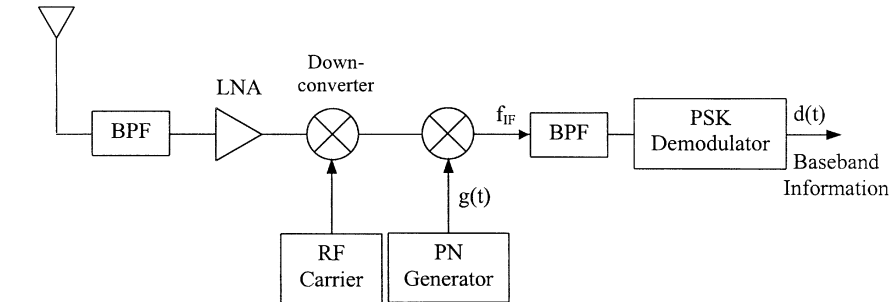 Down-
converter
LNA
BPF
f_IF
BPF
PSK
Demodulator
d(t)
Baseband
Information
g(t)
RF
Carrier
PN
Generator